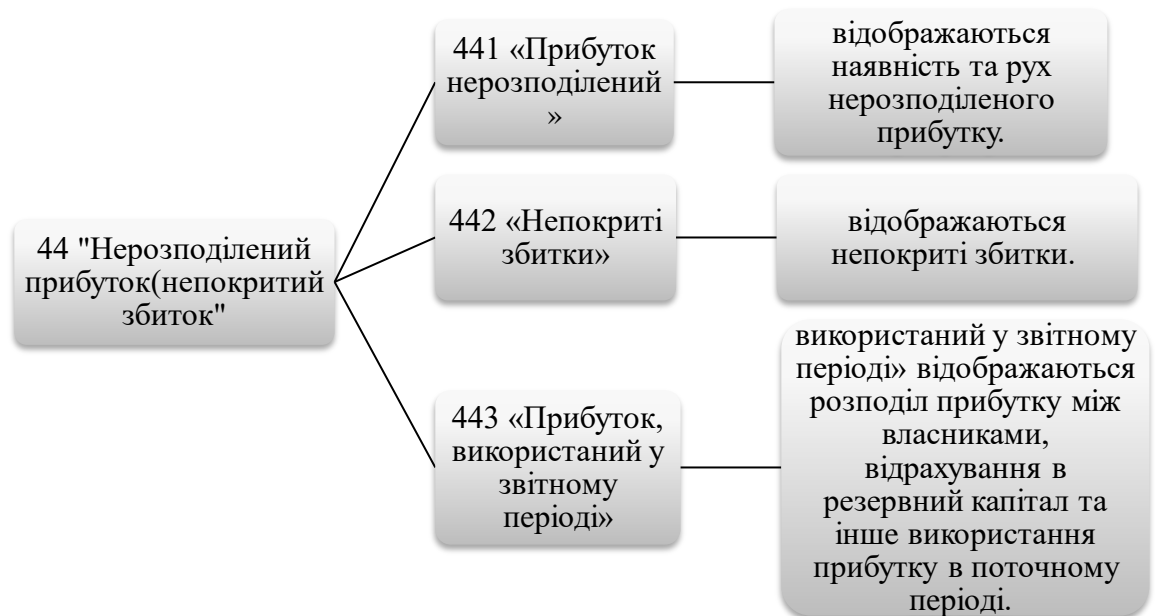 44 "Нерозподілений
прибуток(непокритий
збиток"
441 «Прибуток
нерозподілений
»
відображаються
наявність та рух
нерозподіленого
прибутку.
442 «Непокриті
збитки»
відображаються
непокриті збитки.
443 «Прибуток,
використаний у
звітному
періоді»
використаний у звітному
періоді» відображаються
розподіл прибутку між
власниками,
відрахування в
резервний капітал та
інше використання
прибутку в поточному
періоді.